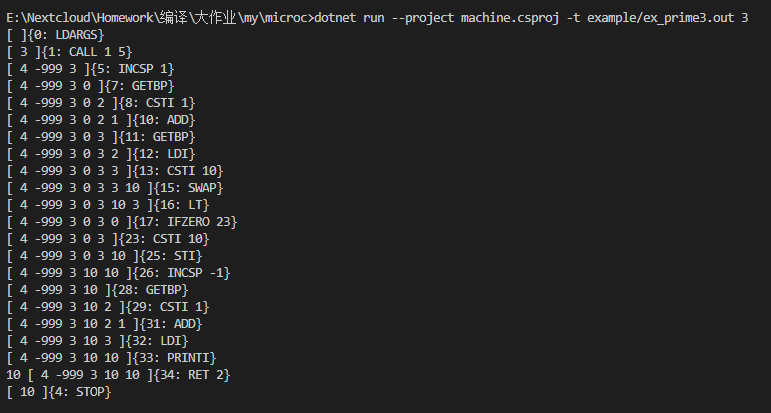 E:\Nextcloud\Homework\编译\大作业\my\microc>dotnet run --project machine.csproj -t example/ex_prime3.out 3
[ ]{0: LDARGS}
[ 3 ]{1: CALL 1 5}
[ 4 -999 3 ]{5: INCSP 1}
[ 4 -999 3 0 ]{7: GETBP}
[ 4 -999 3 0 2 ]{8: CSTI 1}
[ 4 -999 3 0 2 1 ]{10: ADD}
[ 4 -999 3 0 3 ]{11: GETBP}
[ 4 -999 3 0 3 2 ]{12: LDI}
[ 4 -999 3 0 3 3 ]{13: CSTI 10}
[ 4 -999 3 0 3 3 10 ]{15: SWAP}
[ 4 -999 3 0 3 10 3 ]{16: LT}
[ 4 -999 3 0 3 0 ]{17: IFZERO 23}
[ 4 -999 3 0 3 ]{23: CSTI 10}
[ 4 -999 3 0 3 10 ]{25: STI}
[ 4 -999 3 10 10 ]{26: INCSP -1}
[ 4 -999 3 10 ]{28: GETBP}
[ 4 -999 3 10 2 ]{29: CSTI 1}
[ 4 -999 3 10 2 1 ]{31: ADD}
[ 4 -999 3 10 3 ]{32: LDI}
[ 4 -999 3 10 10 ]{33: PRINTI}
10 [ 4 -999 3 10 10 ]{34: RET 2}
[ 10 ]{4: STOP}